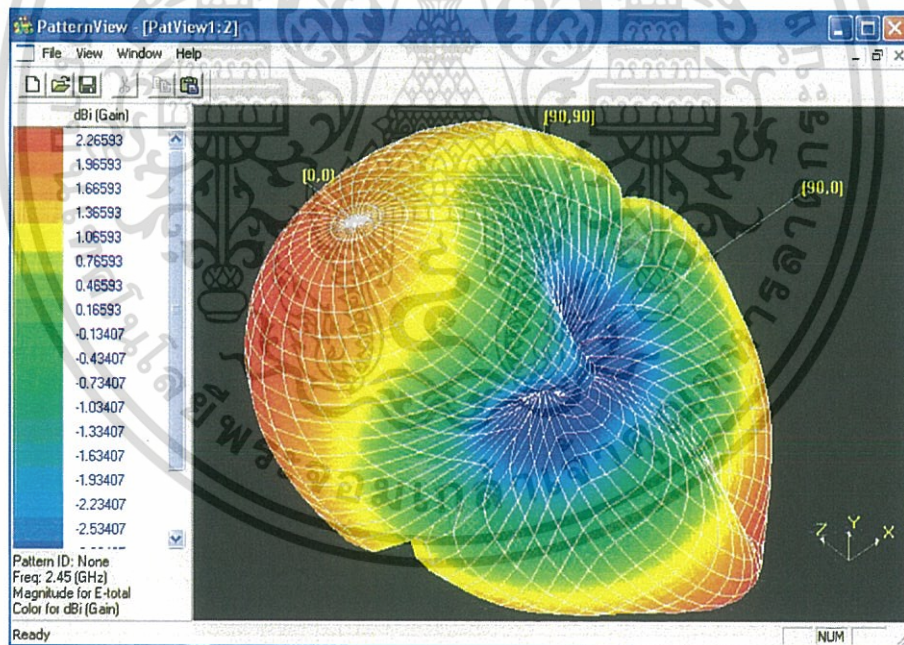 PatternView - [PatView1:2]
File View Window Help
dBi (Gain)
2.26593
1.96593
1.66593
1.36593
1.06593
0.76593
0.46593
0.16593
-0.13407
-0.43407
-0.73407
-1.03407
-1.33407
-1.63407
-1.93407
-2.23407
-2.53407
Pattern ID: None
Freq: 2.45 (GHz)
Magnitude for E-total
Color for dBi (Gain)
[0,0]
[90,90]
[90,0]
Z Y X
Ready
NUM